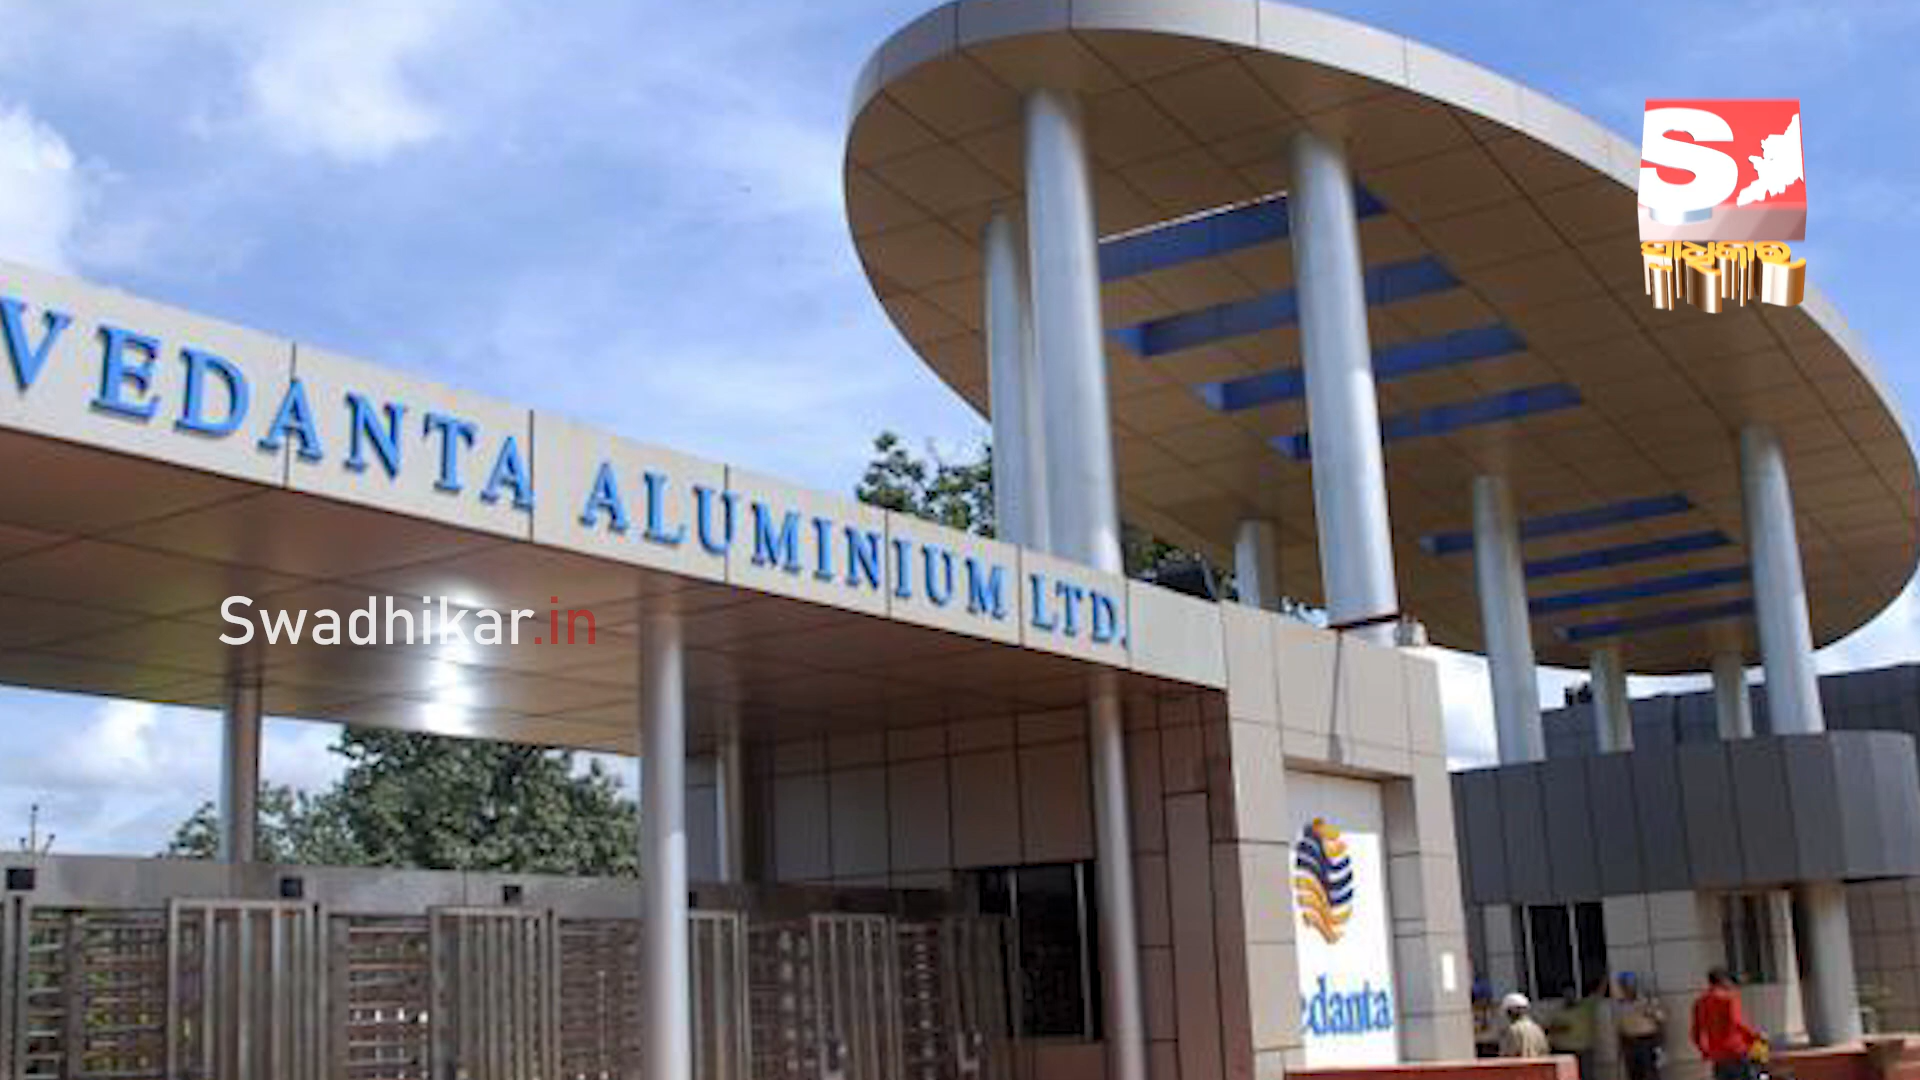 S
ସ୍ୱାଧିକାର
VEDANTA ALUMINIUM LTD.
Swadhikar.in
edanta